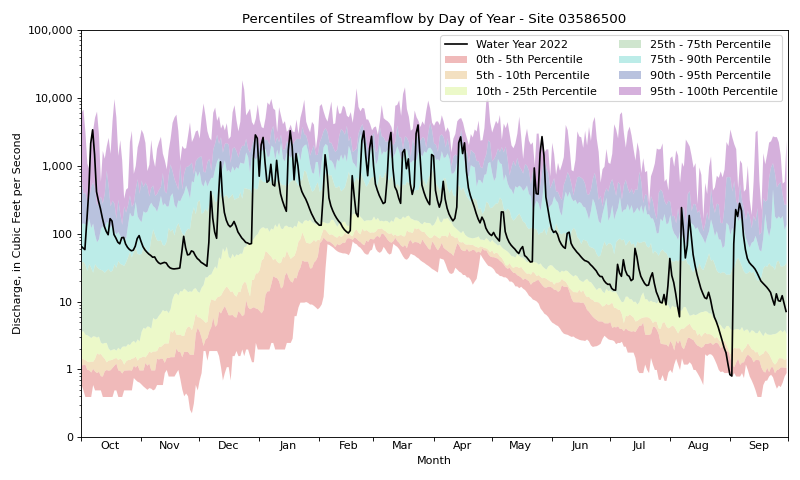 Percentiles of Streamflow by Day of Year - Site 03586500
Water Year 2022
0th - 5th Percentile
5th - 10th Percentile
10th - 25th Percentile
25th - 75th Percentile
75th - 90th Percentile
90th - 95th Percentile
95th - 100th Percentile
Discharge, in Cubic Feet per Second
100,000
10,000
1,000
100
10
1
0
Oct Nov Dec Jan Feb Mar Apr May Jun Jul Aug Sep
Month